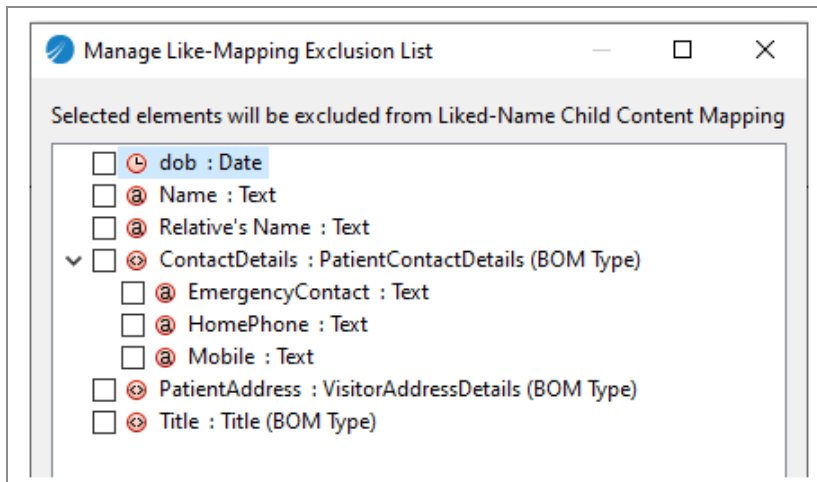 Manage Like-Mapping Exclusion List
Selected elements will be excluded from Liked-Name Child Content Mapping
dob : Date
Name : Text
Relative's Name : Text
ContactDetails : PatientContactDetails (BOM Type)
EmergencyContact : Text
HomePhone : Text
Mobile : Text
PatientAddress : VisitorAddressDetails (BOM Type)
Title : Title (BOM Type)